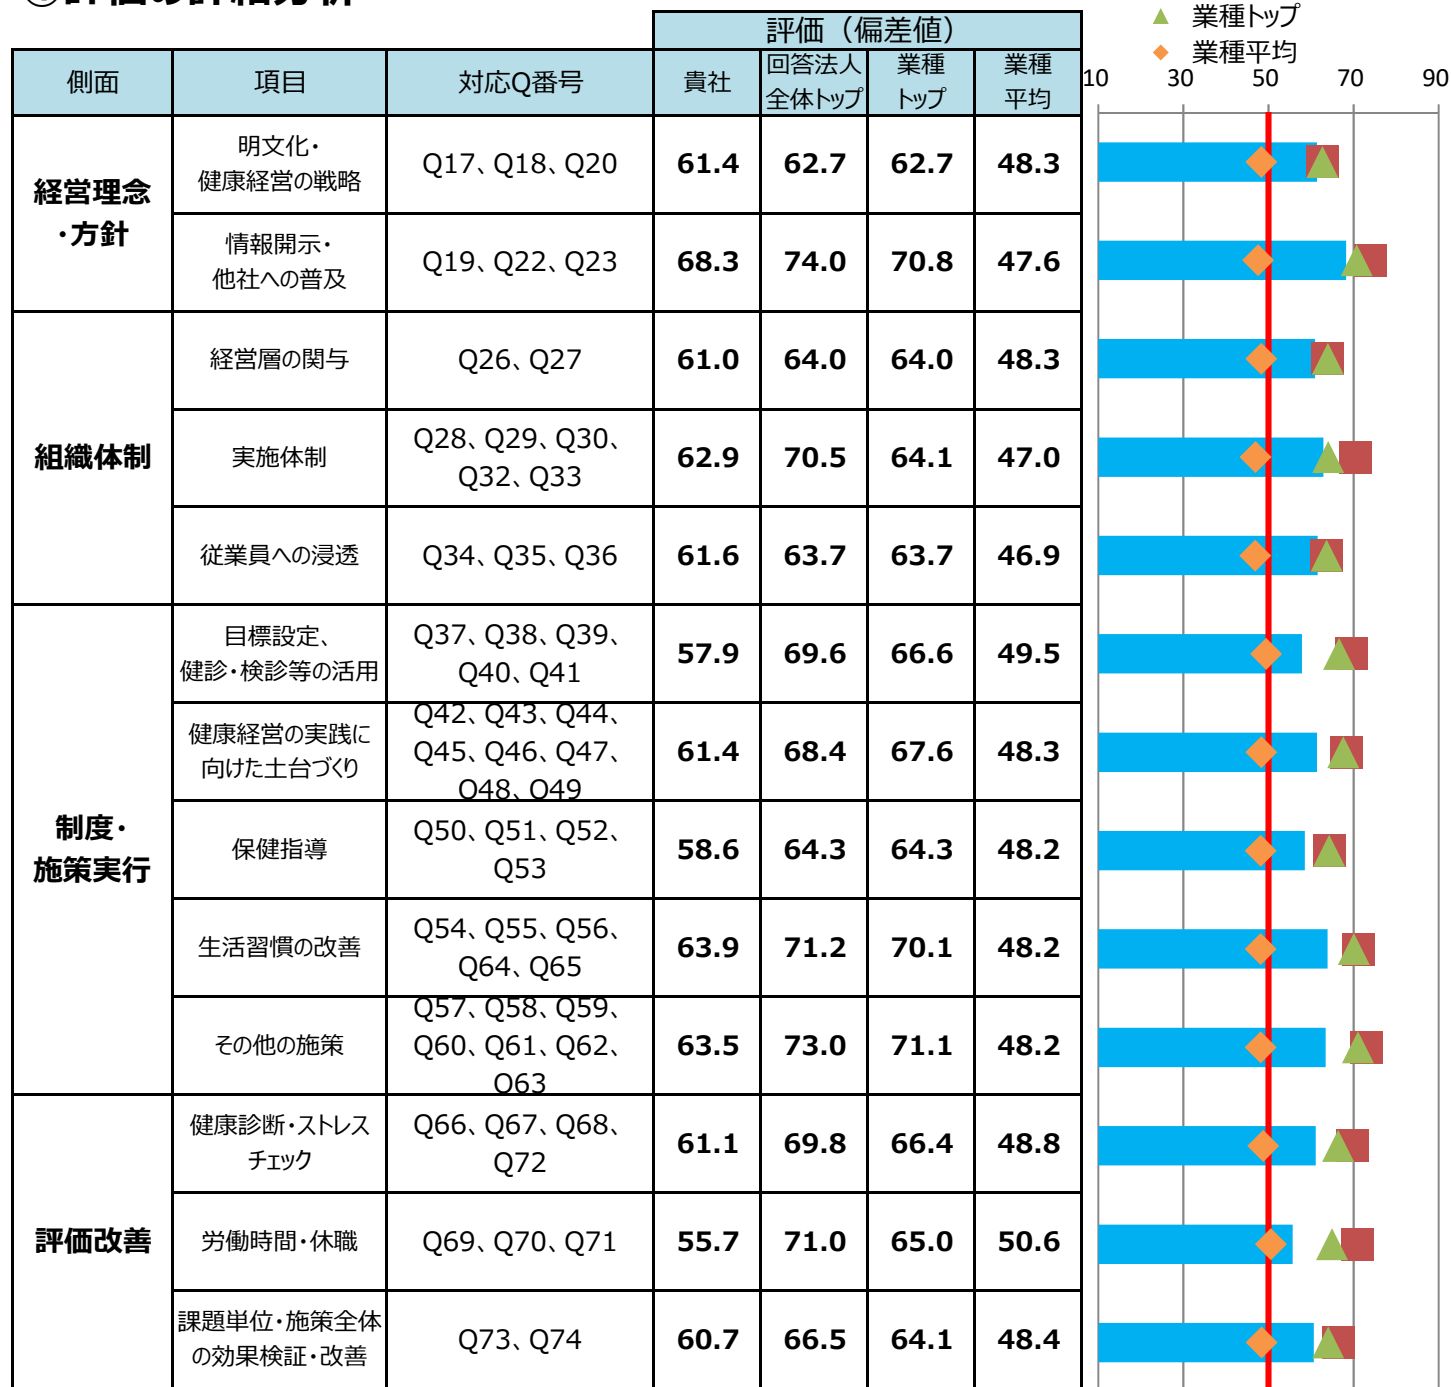 評価の詳細分析
▲ 業種トップ
◆ 業種平均
評価（偏差値）
側面 項目 対応Q番号 貴社 回答法人 業種 業種
全体トップ トップ 平均
10 30 50 70 90
経営理念
・方針
明文化・
健康経営の戦略
Q17、Q18、Q20 61.4 62.7 62.7 48.3
情報開示・
他社への普及
Q19、Q22、Q23 68.3 74.0 70.8 47.6
組織体制
経営層の関与 Q26、Q27 61.0 64.0 64.0 48.3
実施体制
Q28、Q29、Q30、
Q32、Q33
62.9 70.5 64.1 47.0
従業員への浸透 Q34、Q35、Q36 61.6 63.7 63.7 46.9
制度・
施策実行
目標設定、
健診・検診等の活用
Q37、Q38、Q39、
Q40、Q41
57.9 69.6 66.6 49.5
健康経営の実践に
向けた土台づくり
Q42、Q43、Q44、
Q45、Q46、Q47、
Q48、Q49
61.4 68.4 67.6 48.3
保健指導
Q50、Q51、Q52、
Q53
58.6 64.3 64.3 48.2
生活習慣の改善
Q54、Q55、Q56、
Q64、Q65
63.9 71.2 70.1 48.2
その他の施策
Q57、Q58、Q59、
Q60、Q61、Q62、
Q63
63.5 73.0 71.1 48.2
評価改善
健康診断・ストレス
チェック
Q66、Q67、Q68、
Q72
61.1 69.8 66.4 48.8
労働時間・休職 Q69、Q70、Q71 55.7 71.0 65.0 50.6
課題単位・施策全体
の効果検証・改善
Q73、Q74 60.7 66.5 64.1 48.4